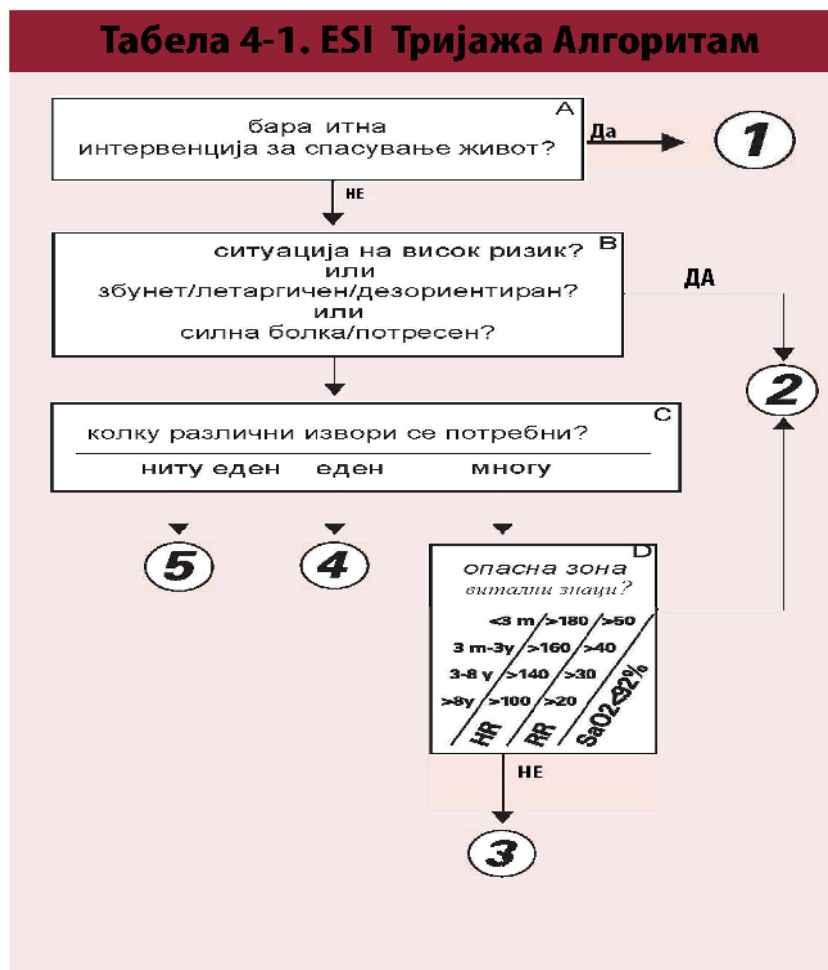 Табела 4-1. ESI Тријажа Алгоритам
A
бара итна
интервенција за спасување живот?
Да
1
НЕ
B
ситуација на висок ризик?
или
збунет/летаргичен/дезориентиран?
или
силна болка/потресен?
ДА
2
C
колку различни извори се потребни?
ниту еден еден многу
5
4
D
опасна зона
витални знаци?
<3 m/>180/>50
3 m-3y/>160/>40
3-8 y/>140/>30
>8y/>100/>20
HR RR SaO2<92%
НЕ
3